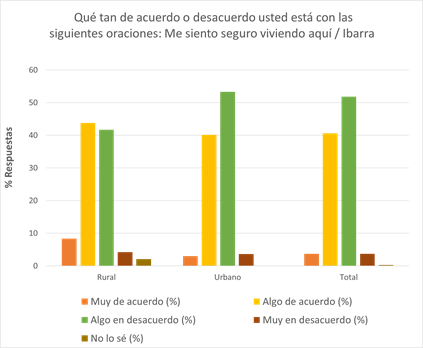 Qué tan de acuerdo o desacuerdo usted está con las
siguientes oraciones: Me siento seguro viviendo aquí / Ibarra
60
50
40
30
20
10
0
% Respuestas
Rural Urbano Total
Muy de acuerdo (%) Algo de acuerdo (%)
Algo en desacuerdo (%) Muy en desacuerdo (%)
No lo sé (%)